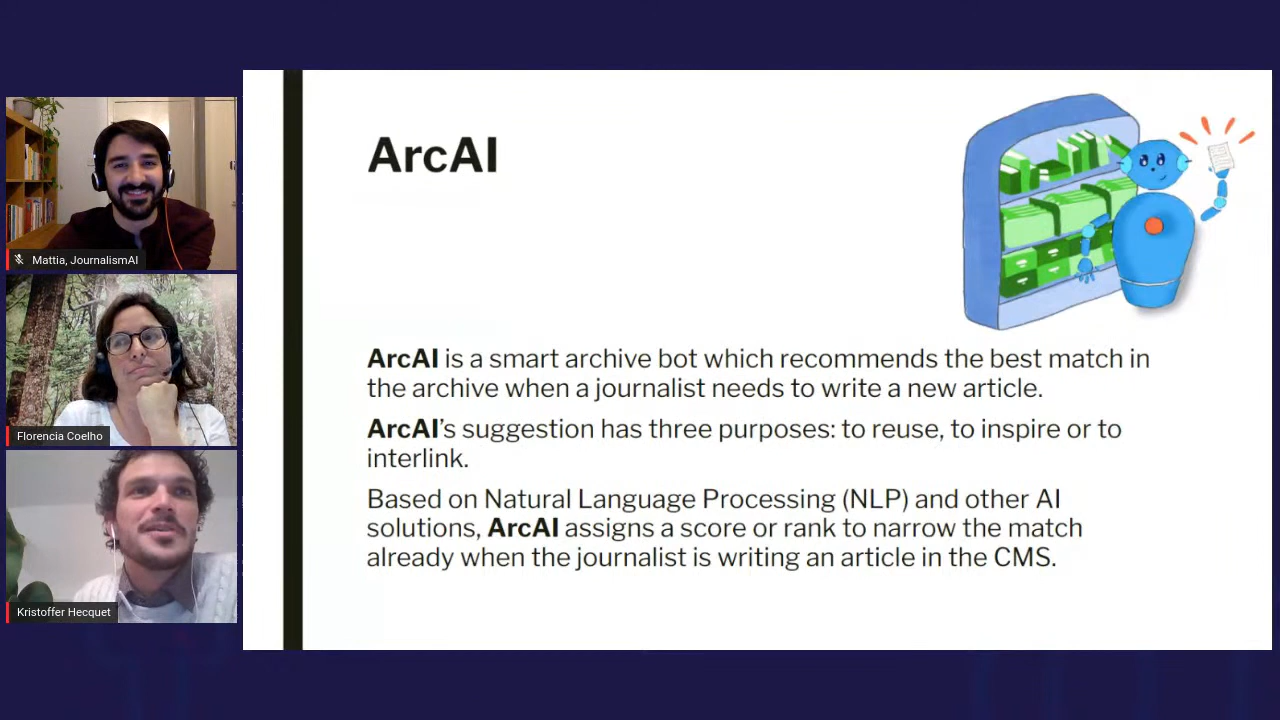 Mattia, JournalismAI
Florencia Coelho
Kristoffer Hecquet
ArcAI
ArcAI is a smart archive bot which recommends the best match in
the archive when a journalist needs to write a new article.
ArcAI’s suggestion has three purposes: to reuse, to inspire or to
interlink.
Based on Natural Language Processing (NLP) and other AI
solutions, ArcAI assigns a score or rank to narrow the match
already when the journalist is writing an article in the CMS.